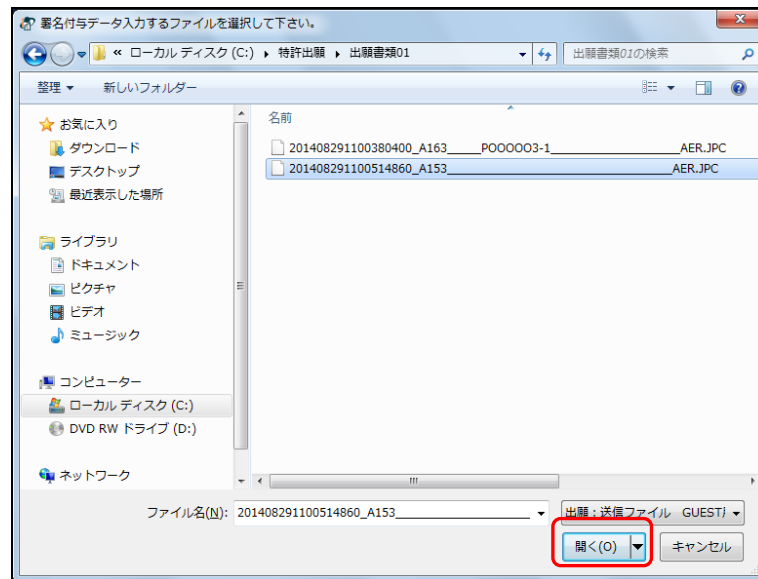 署名付与データ入力するファイルを選択して下さい。
« ローカル ディスク (C:) ▸ 特許出願 ▸ 出願書類01
出願書類01の検索
整理 ▼ 新しいフォルダー
お気に入り
ダウンロード
デスクトップ
最近表示した場所
ライブラリ
ドキュメント
ピクチャ
ビデオ
ミュージック
コンピューター
ローカル ディスク (C:)
DVD RW ドライブ (D:)
ネットワーク
名前
201408291100380400_A163_____POOOOO3-1____________________AER.JPC
201408291100514860_A153___________________________________AER.JPC
ファイル名(N): 201408291100514860_A153____________________
出願:送信ファイル GUEST
開く(O)
キャンセル